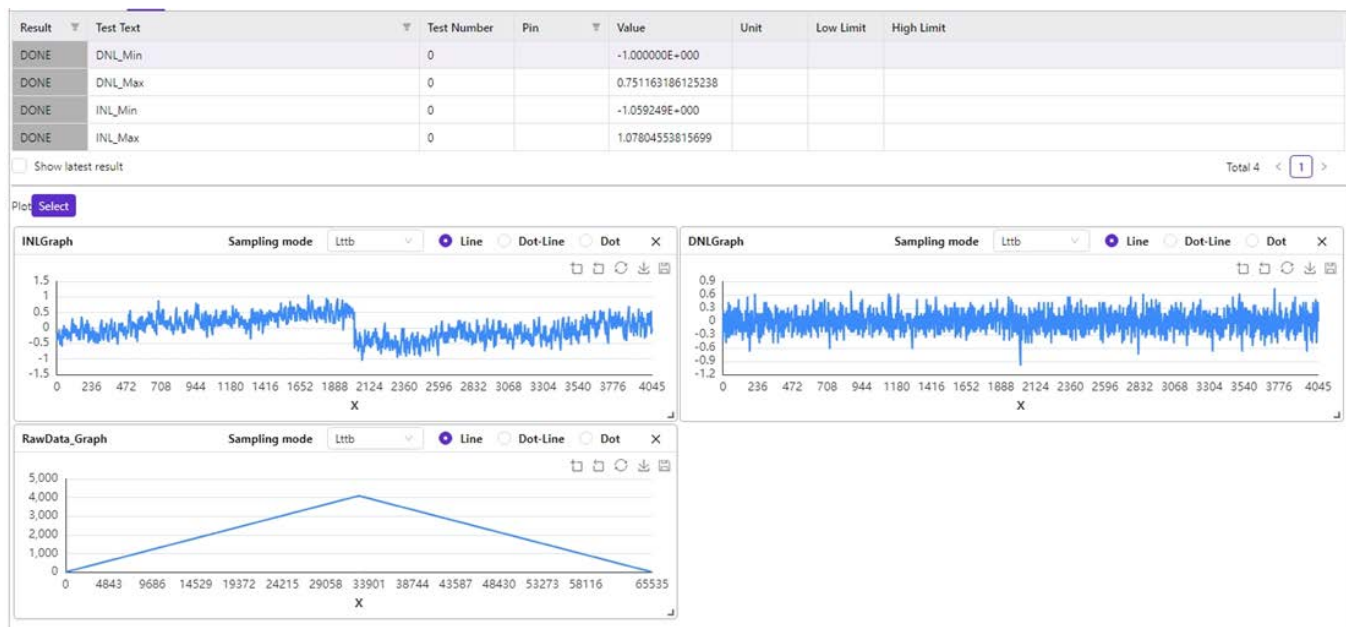 Result Test Text Test Number Pin Value Unit Low Limit High Limit
DONE DNL_Min 0 -1.000000E+000
DONE DNL_Max 0 0.751163186125238
DONE INL_Min 0 -1.059249E+000
DONE INL_Max 0 1.07804553815699
Show latest result Total 4 < 1 >
Plot Select
INLGraph Sampling mode Lttb Line Dot-Line Dot ×
1.5
1
0.5
0
-0.5
-1
-1.5
0 236 472 708 944 1180 1416 1652 1888 2124 2360 2596 2832 3068 3304 3540 3776 4045
X
DNLGraph Sampling mode Lttb Line Dot-Line Dot ×
0.9
0.6
0.3
0
-0.3
-0.6
-0.9
-1.2
0 236 472 708 944 1180 1416 1652 1888 2124 2360 2596 2832 3068 3304 3540 3776 4045
X
RawData_Graph Sampling mode Lttb Line Dot-Line Dot ×
5,000
4,000
3,000
2,000
1,000
0
0 4843 9686 14529 19372 24215 29058 33901 38744 43587 48430 53273 58116 65535
X